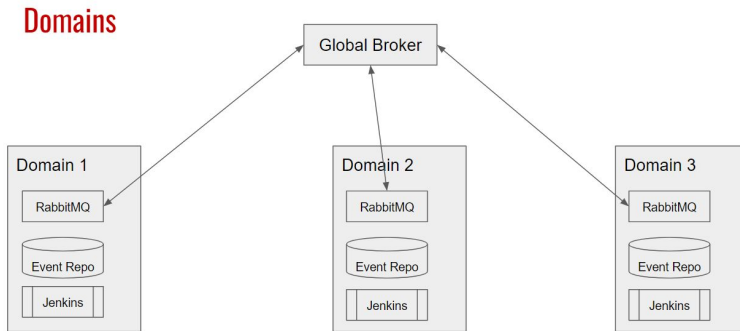 Domains
Global Broker
Domain 1
RabbitMQ
Event Repo
Jenkins
Domain 2
RabbitMQ
Event Repo
Jenkins
Domain 3
RabbitMQ
Event Repo
Jenkins